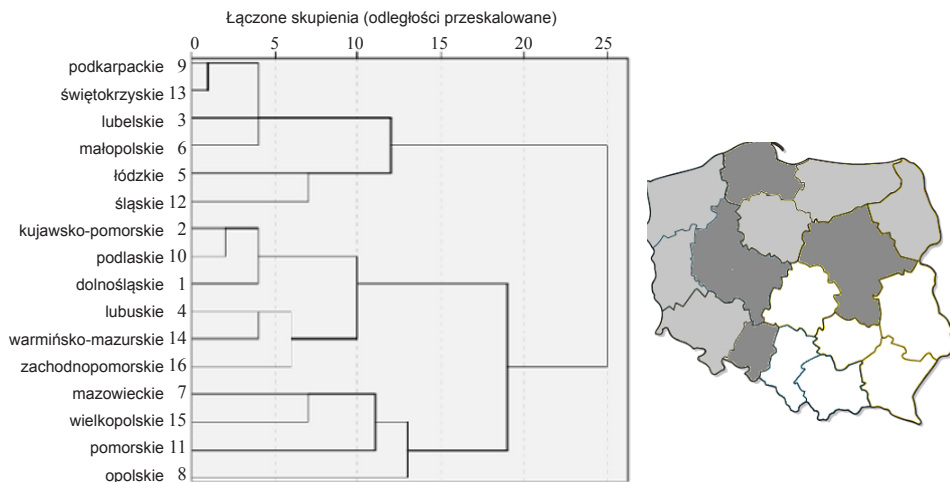 Łączone skupienia (odległości przeskalowane)
0 5 10 15 20 25
podkarpackie 9
świętokrzyskie 13
lubelskie 3
małopolskie 6
łódzkie 5
śląskie 12
kujawsko-pomorskie 2
podlaskie 10
dolnośląskie 1
lubuskie 4
warmińsko-mazurskie 14
zachodnopomorskie 16
mazowieckie 7
wielkopolskie 15
pomorskie 11
opolskie 8